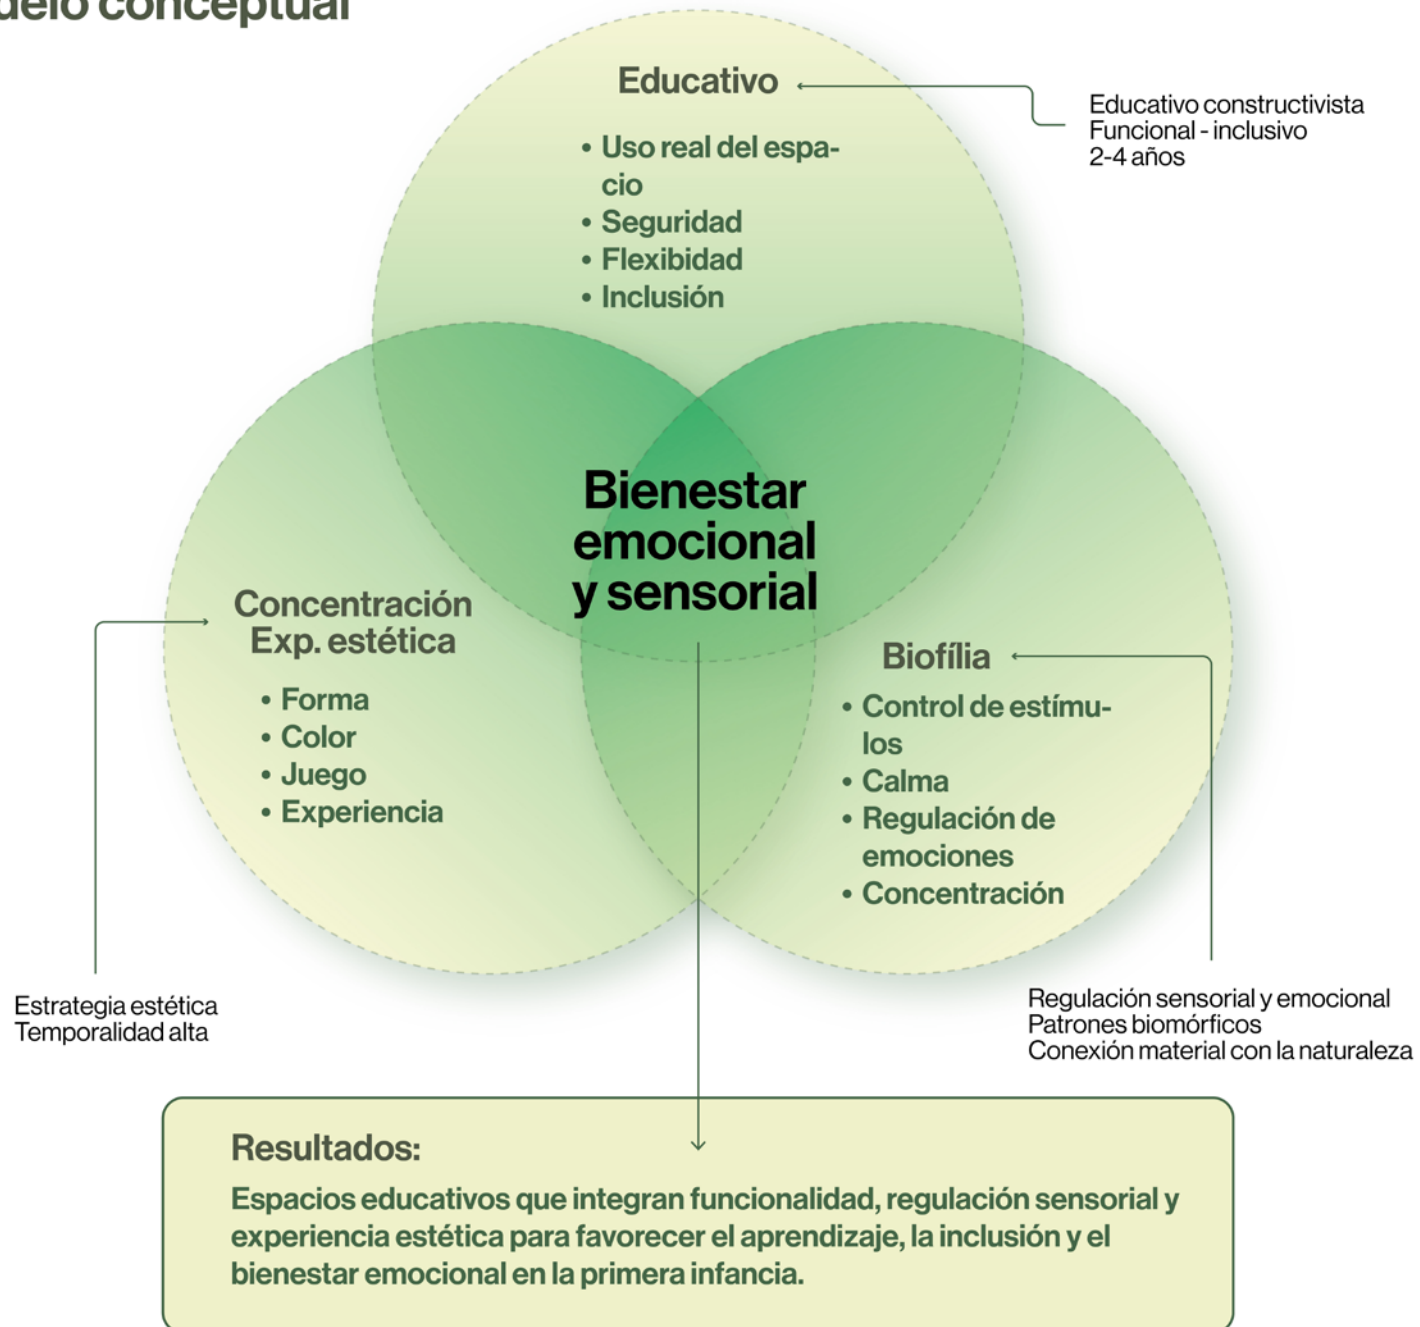 delo conceptual
Educativo
• Uso real del espa-
cio
• Seguridad
• Flexibidad
• Inclusión
Educativo constructivista
Funcional - inclusivo
2-4 años
Bienestar
emocional
y sensorial
Concentración
Exp. estética
• Forma
• Color
• Juego
• Experiencia
Biofília
• Control de estímu-
los
• Calma
• Regulación de
emociones
• Concentración
Estrategia estética
Temporalidad alta
Regulación sensorial y emocional
Patrones biomórficos
Conexión material con la naturaleza
Resultados:
Espacios educativos que integran funcionalidad, regulación sensorial y
experiencia estética para favorecer el aprendizaje, la inclusión y el
bienestar emocional en la primera infancia.